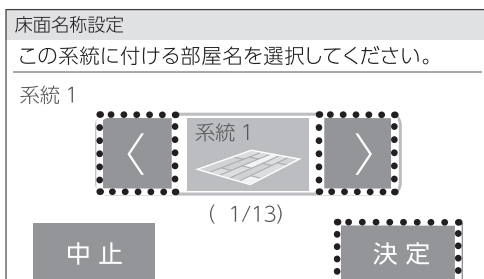 床面名称設定
この系統に付ける部屋名を選択してください。
系統 1
〈 系統 1 〉
( 1/13)
中止 決定